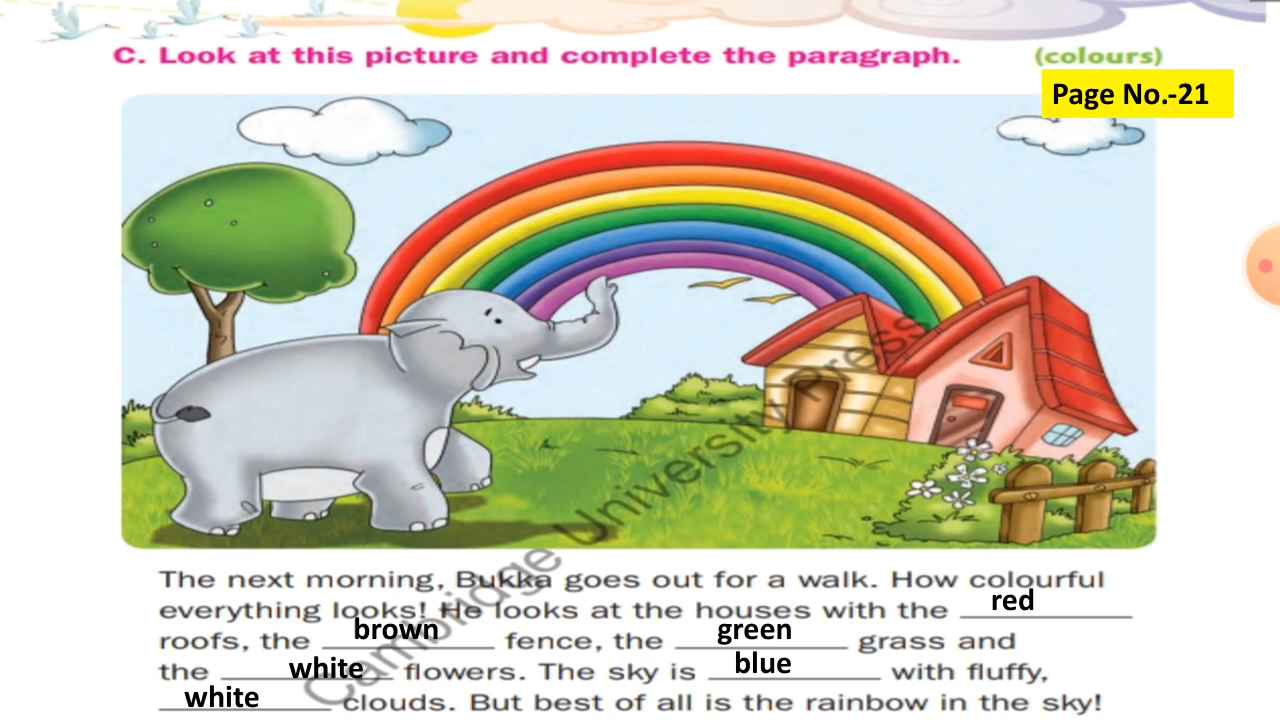 C. Look at this picture and complete the paragraph. (colours)
Page No.-21
Cambridge University Press
The next morning, Bukka goes out for a walk. How colourful
everything looks! He looks at the houses with the red
roofs, the brown fence, the green grass and
the white flowers. The sky is blue with fluffy,
white clouds. But best of all is the rainbow in the sky!